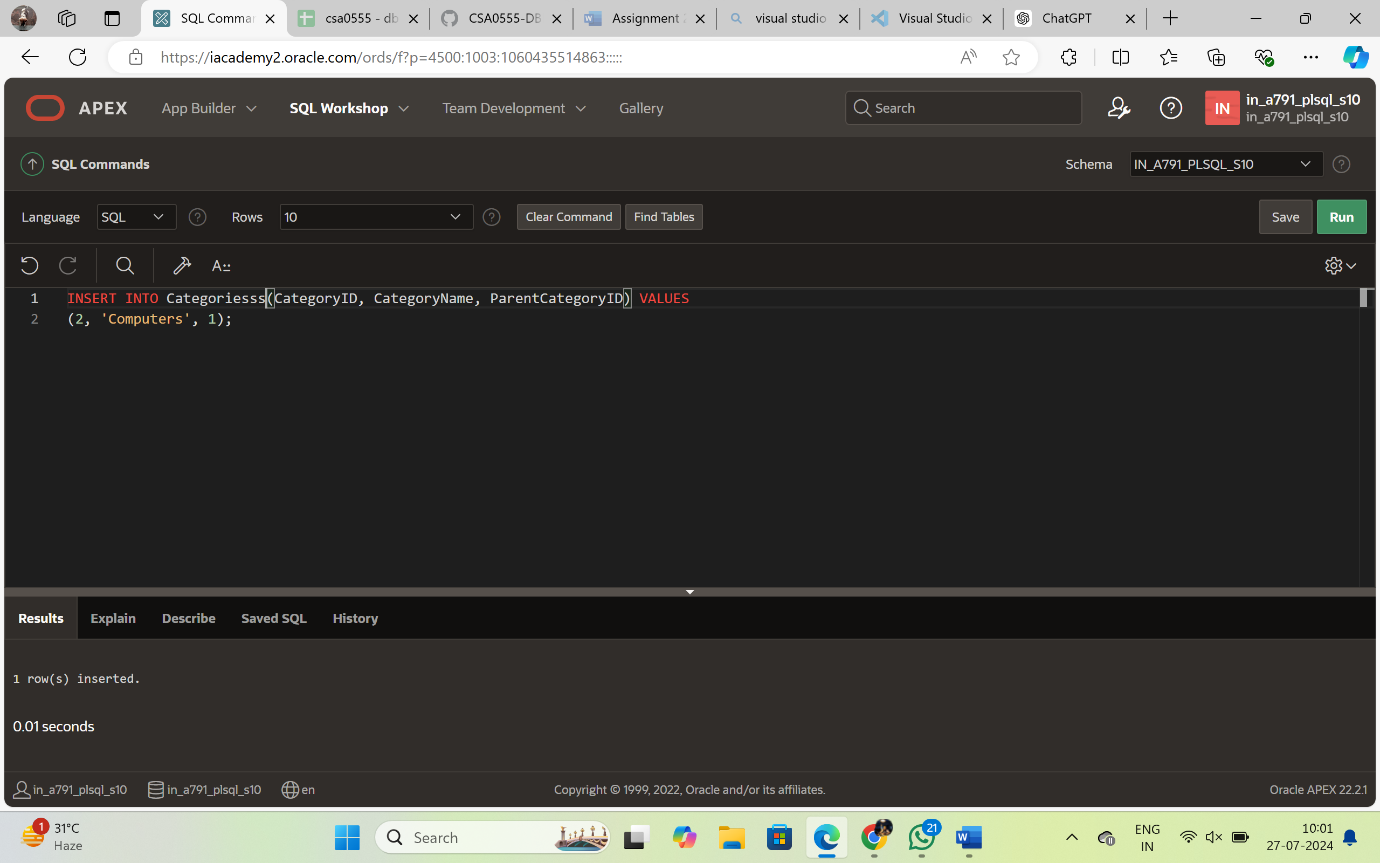 SQL Comma
csa0555 - db
CSA0555-DB
Assignment
visual studio
Visual Studio
ChatGPT
https://iacademy2.oracle.com/ords/f?p=4500:1003:1060435514863:::::
APEX
App Builder
SQL Workshop
Team Development
Gallery
Search
IN
in_a791_plsql_s10
in_a791_plsql_s10
SQL Commands
Schema
IN_A791_PLSQL_S10
Language
SQL
Rows
10
Clear Command
Find Tables
Save
Run
1 INSERT INTO Categoriesss(CategoryID, CategoryName, ParentCategoryID) VALUES
2 (2, 'Computers', 1);
Results
Explain
Describe
Saved SQL
History
1 row(s) inserted.
0.01 seconds
in_a791_plsql_s10
in_a791_plsql_s10
en
Copyright © 1999, 2022, Oracle and/or its affiliates.
Oracle APEX 22.2.1
1
31°C
Haze
Search
21
ENG
IN
10:01
27-07-2024